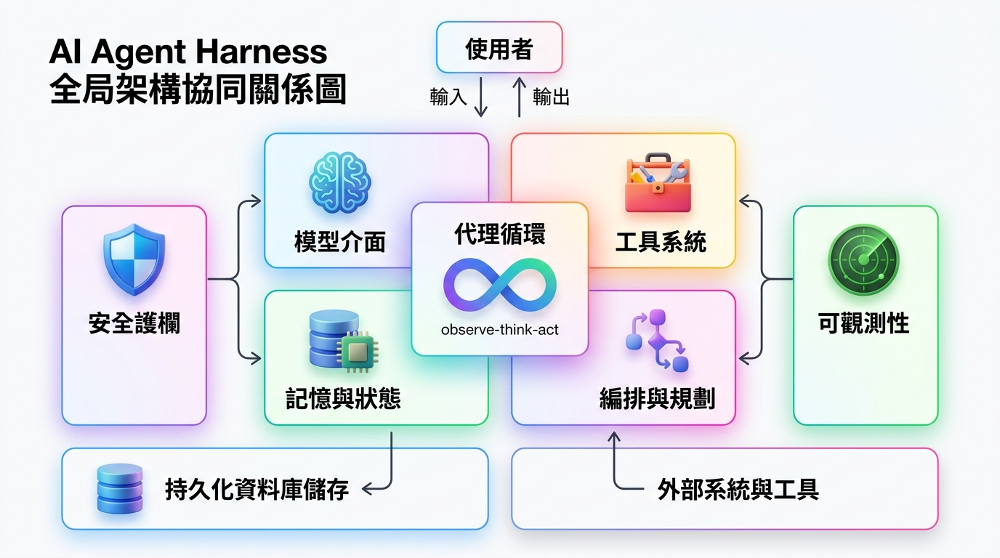 AI Agent Harness
全局架構協同關係圖
使用者
輸入
輸出
模型介面
工具系統
代理循環
observe-think-act
安全護欄
可觀測性
記憶與狀態
編排與規劃
持久化資料庫儲存
外部系統與工具